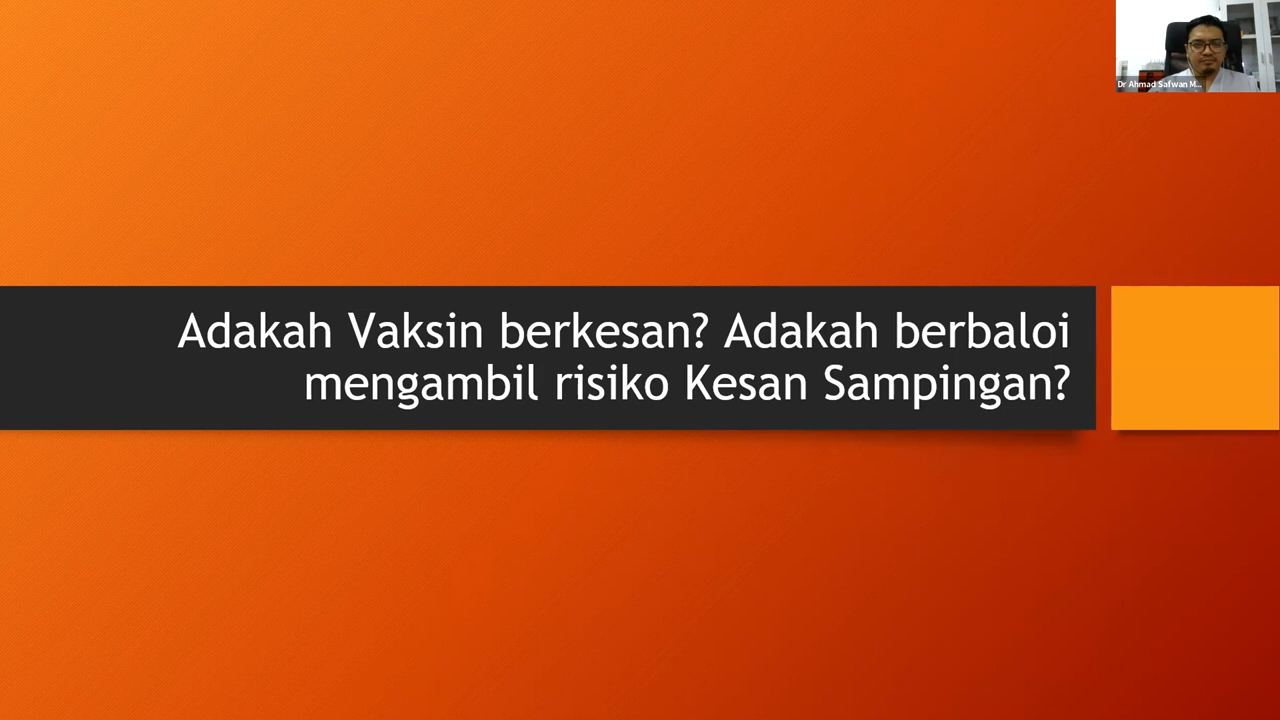 Dr Ahmad Safwan M...
Adakah Vaksin berkesan? Adakah berbaloi
mengambil risiko Kesan Sampingan?